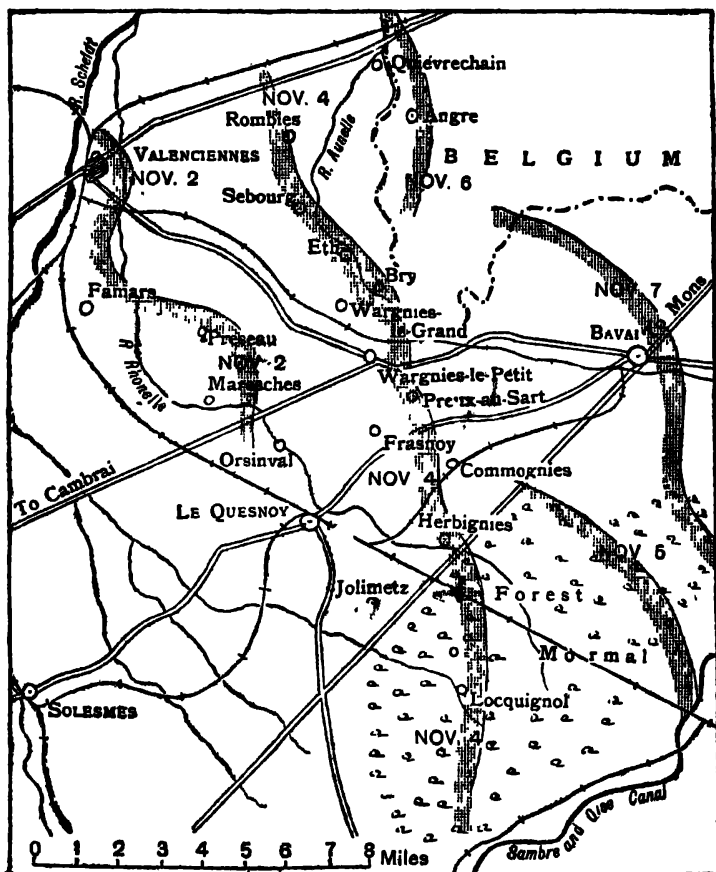 R. Scheldt
Quiévrechain
NOV. 4
Rombies
Angre
R. Aunelle
VALENCIENNES
NOV. 2
BELGIUM
NOV. 6
Sebourg
Eth
Bry
Famars
NOV. 7
Mons
Wargnies-
le-Grand
BAVAI
Préseau
NOV. 2
R. Rhonelle
Maresches
Wargnies-le-Petit
Preux-au-Sart
Frasnoy
Orsinval
Commognies
NOV. 4
To Cambrai
LE QUESNOY
Herbignies
NOV. 5
Jolimetz
Forest
Mormal
Locquignol
SOLESMES
NOV. 4
Sambre and Oise Canal
0 1 2 3 4 5 6 7 8 Miles